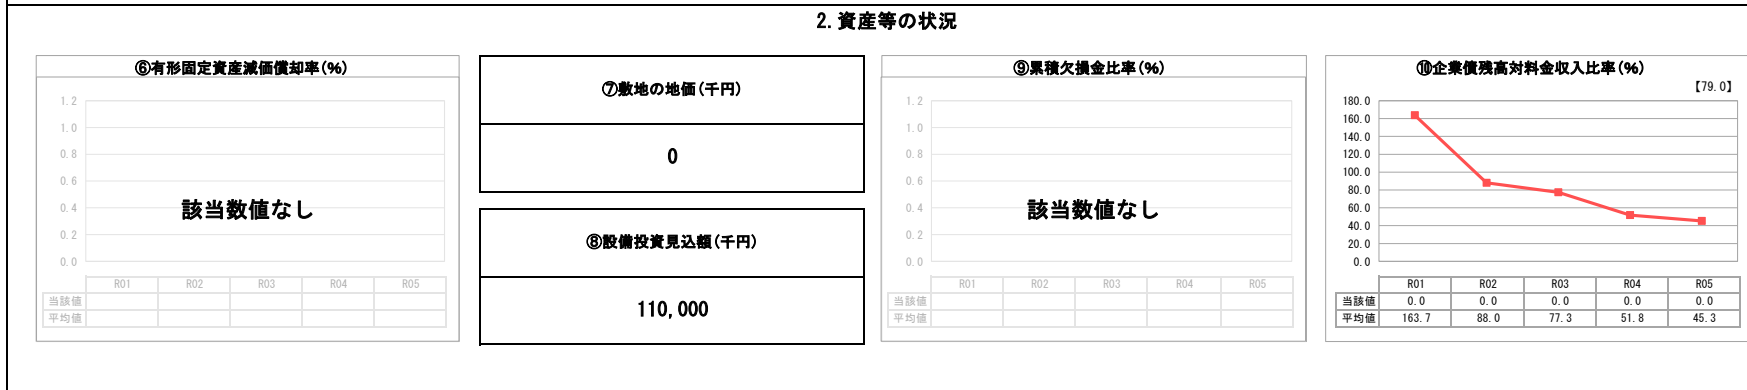 2.資産等の状況
⑥有形固定資産減価償却率(%)
1.2
1.0
0.8
0.6
0.4
0.2
0.0
該当数値なし
R01 R02 R03 R04 R05
当該値
平均値
⑦敷地の地価(千円)
0
⑧設備投資見込額(千円)
110,000
⑨累積欠損金比率(%)
1.2
1.0
0.8
0.6
0.4
0.2
0.0
該当数値なし
R01 R02 R03 R04 R05
当該値
平均値
⑩企業債残高対料金収入比率(%)
【79.0】
180.0
160.0
140.0
120.0
100.0
80.0
60.0
40.0
20.0
0.0
R01 R02 R03 R04 R05
当該値 0.0 0.0 0.0 0.0 0.0
平均値 163.7 88.0 77.3 51.8 45.3